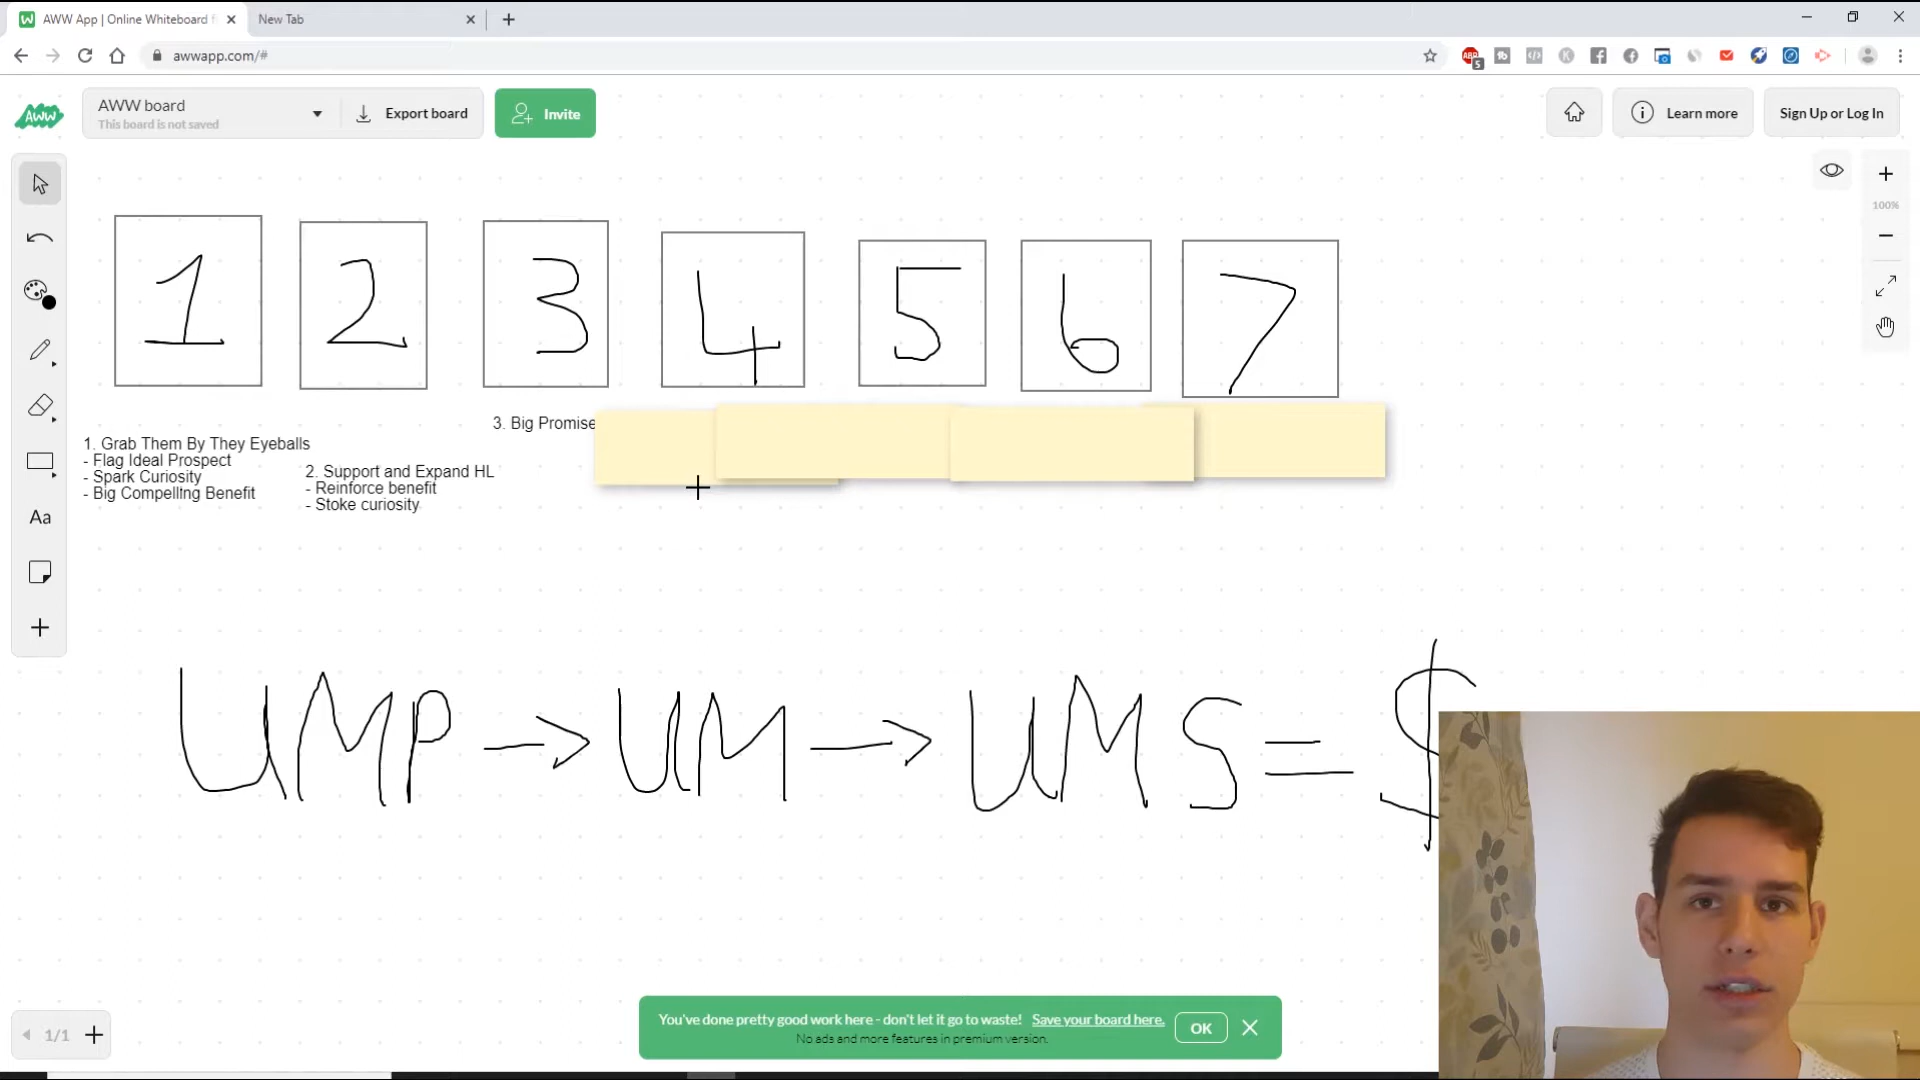 AWW App | Online Whiteboard f
New Tab
awwapp.com/#
ABP
5
AWW
AWW board
This board is not saved
Export board
Invite
Learn more
Sign Up or Log In
100%
1
2
3
4
5
6
7
3. Big Promise
1. Grab Them By They Eyeballs
- Flag Ideal Prospect
- Spark Curiosity
- Big Compelling Benefit
2. Support and Expand HL
- Reinforce benefit
- Stoke curiosity
Aa
UMP → UM → UMS = $
You've done pretty good work here - don't let it go to waste! Save your board here.
No ads and more features in premium version.
OK
1/1